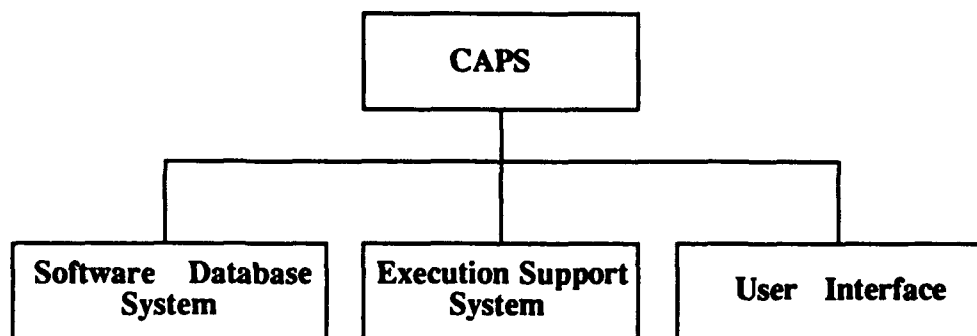 CAPS
Software Database
System
Execution Support
System
User Interface